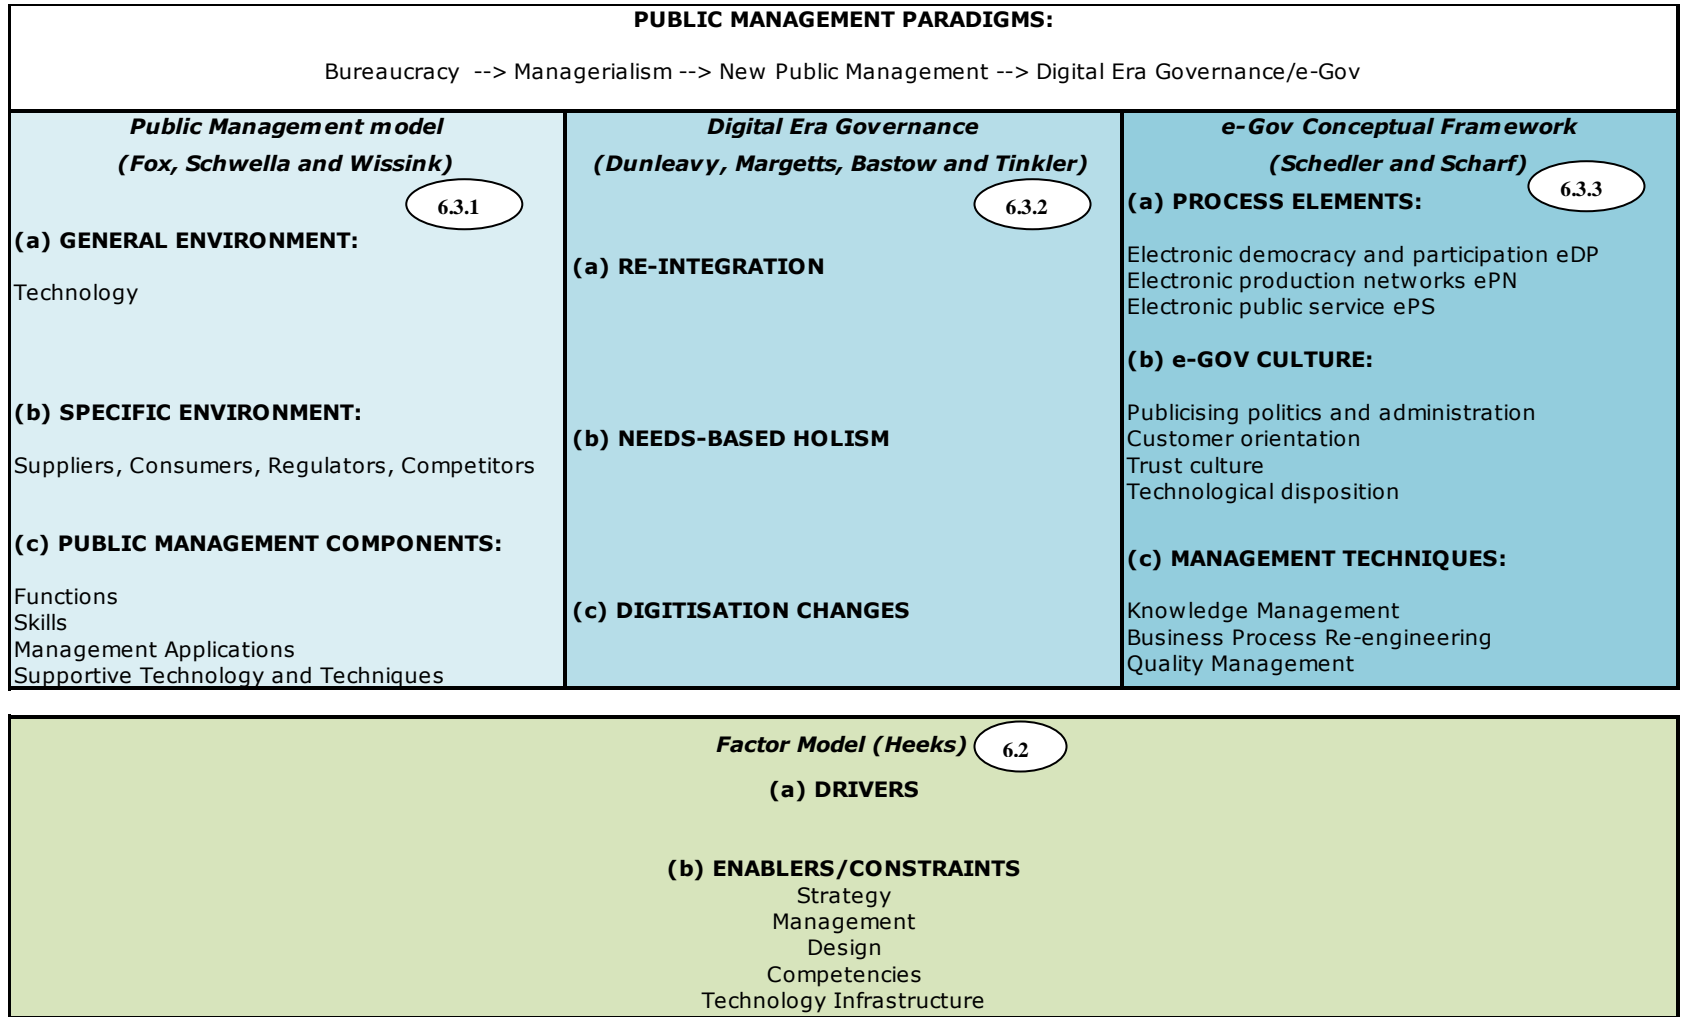 PUBLIC MANAGEMENT PARADIGMS:
Bureaucracy --> Managerialism --> New Public Management --> Digital Era Governance/e-Gov
Public Management model
(Fox, Schwella and Wissink)
6.3.1
(a) GENERAL ENVIRONMENT:
Technology
(b) SPECIFIC ENVIRONMENT:
Suppliers, Consumers, Regulators, Competitors
(c) PUBLIC MANAGEMENT COMPONENTS:
Functions
Skills
Management Applications
Supportive Technology and Techniques
Digital Era Governance
(Dunleavy, Margetts, Bastow and Tinkler)
6.3.2
(a) RE-INTEGRATION
(b) NEEDS-BASED HOLISM
(c) DIGITISATION CHANGES
e-Gov Conceptual Framework
(Schedler and Scharf)
6.3.3
(a) PROCESS ELEMENTS:
Electronic democracy and participation eDP
Electronic production networks ePN
Electronic public service ePS
(b) e-GOV CULTURE:
Publicising politics and administration
Customer orientation
Trust culture
Technological disposition
(c) MANAGEMENT TECHNIQUES:
Knowledge Management
Business Process Re-engineering
Quality Management
Factor Model (Heeks)
6.2
(a) DRIVERS
(b) ENABLERS/CONSTRAINTS
Strategy
Management
Design
Competencies
Technology Infrastructure